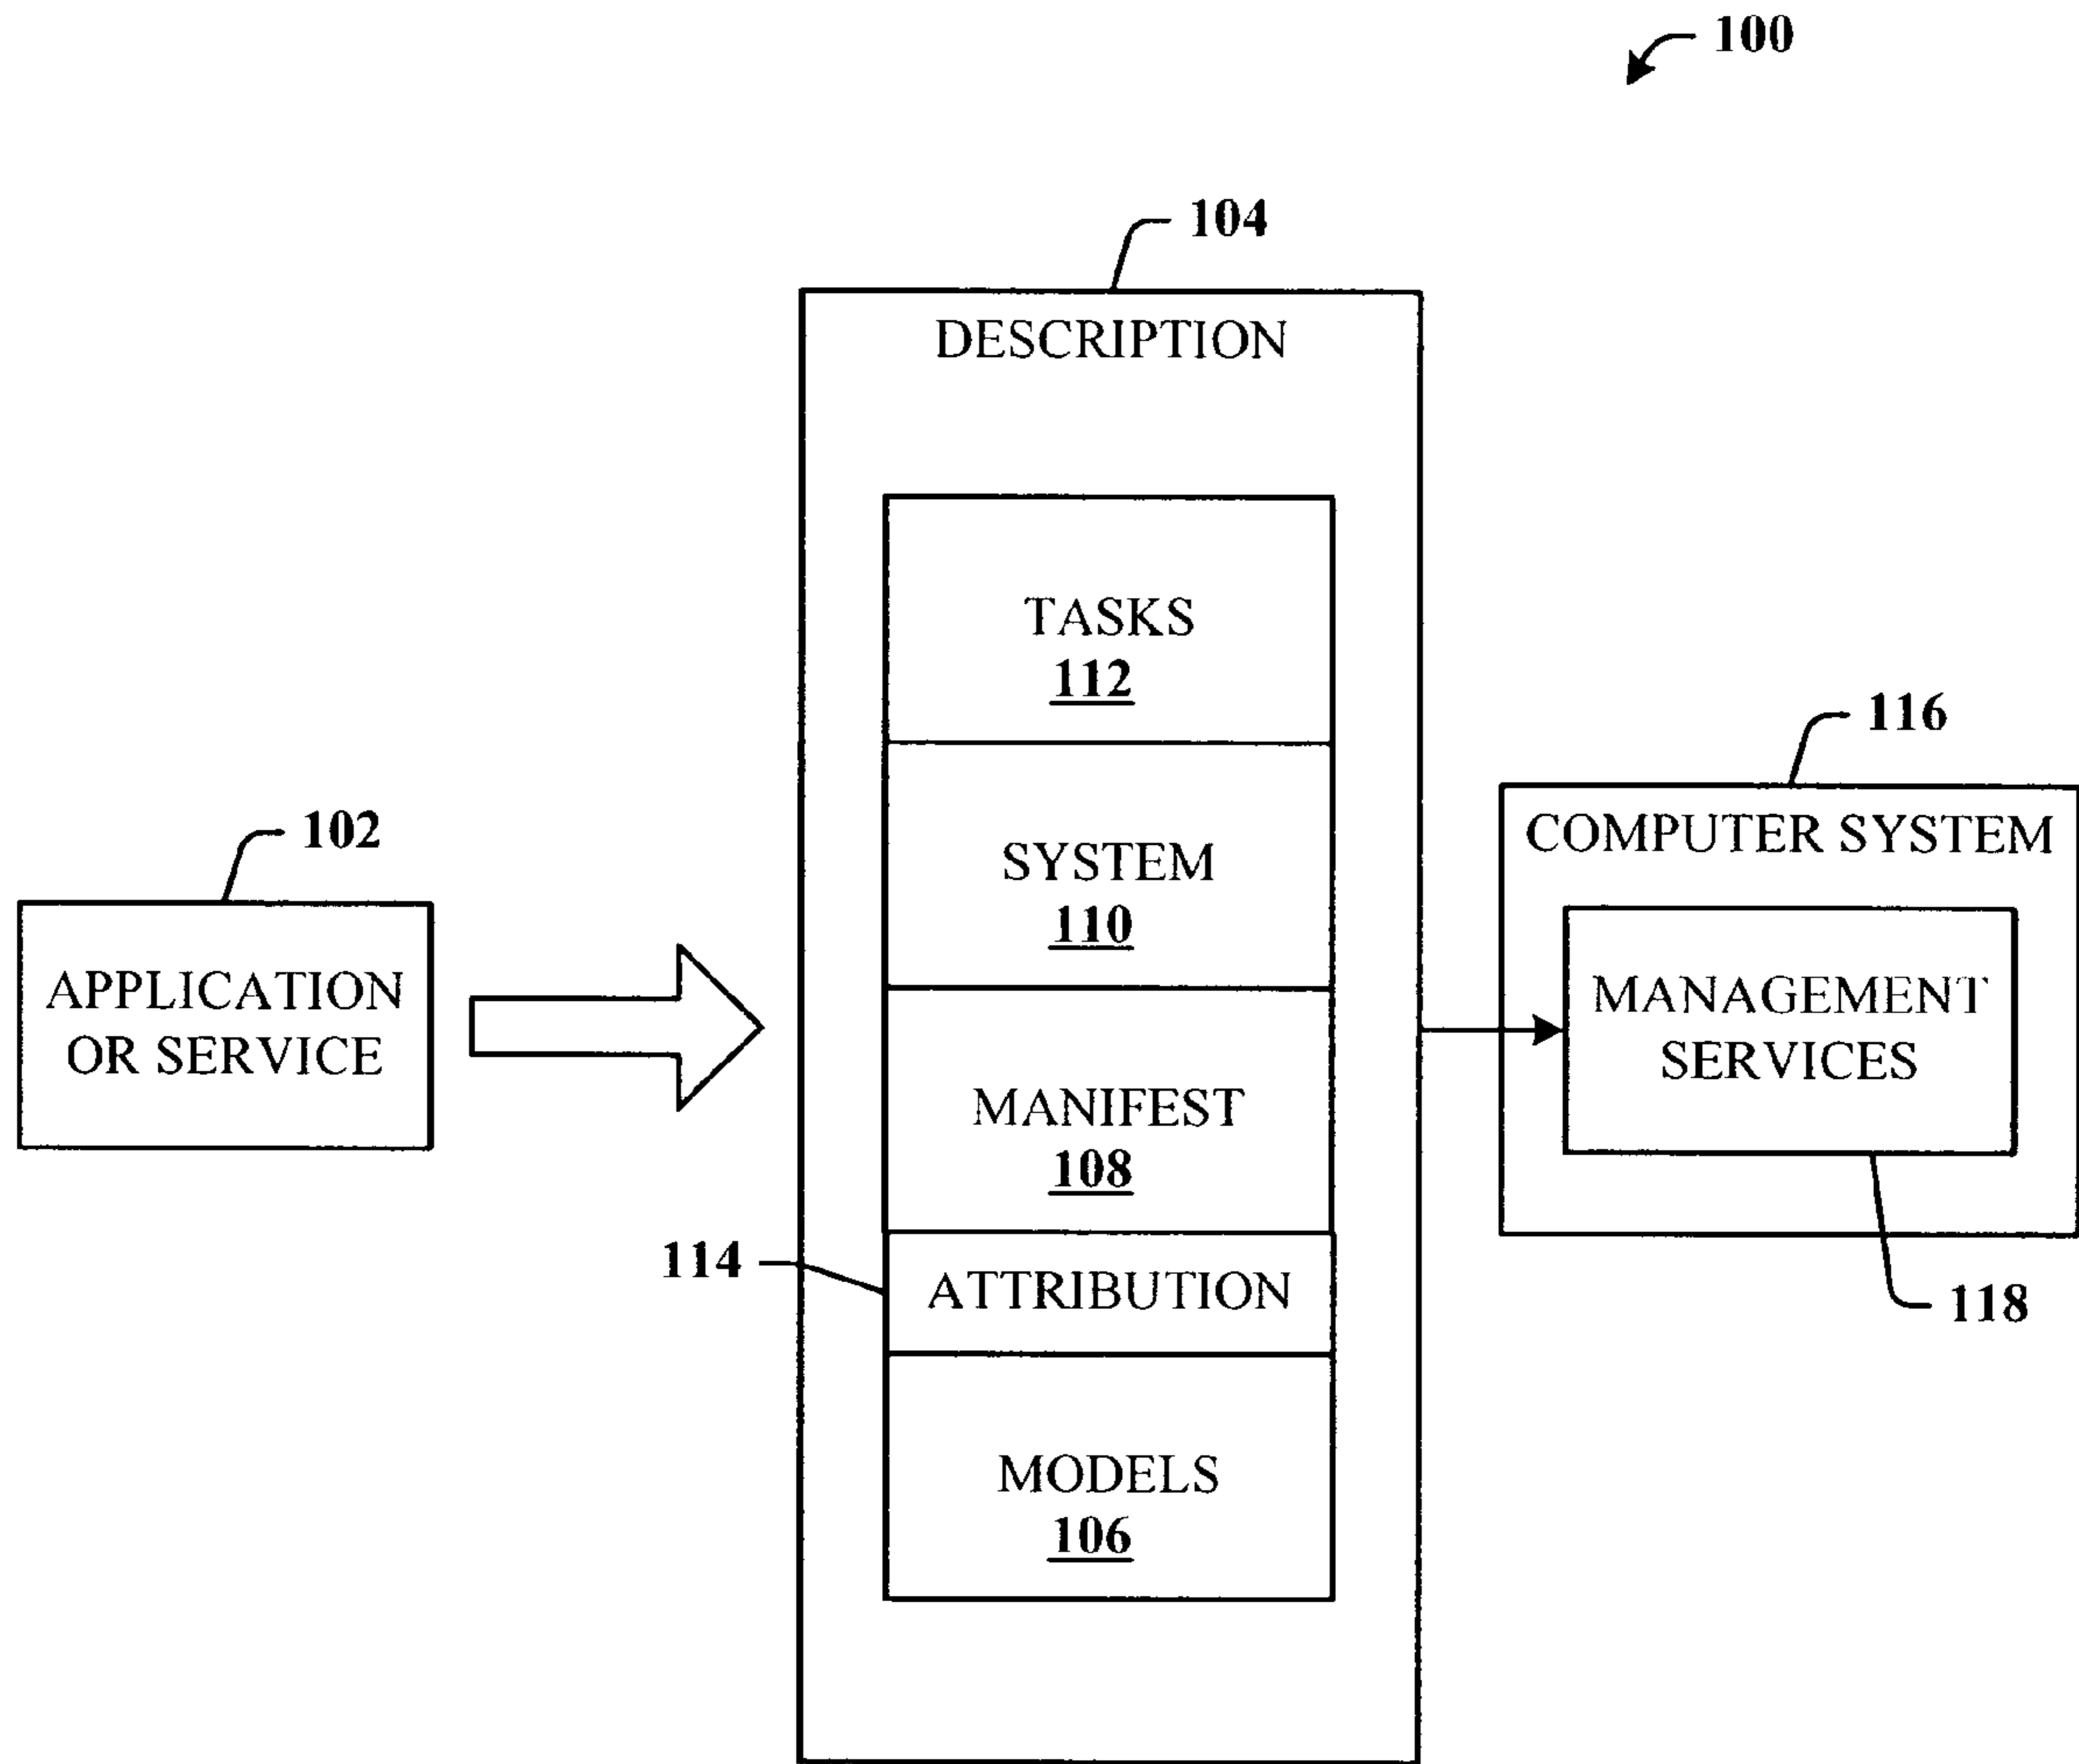 100
104
DESCRIPTION
TASKS
112
116
SYSTEM
110
COMPUTER SYSTEM
102
APPLICATION
OR SERVICE
MANAGEMENT
SERVICES
MANIFEST
108
114
ATTRIBUTION
118
MODELS
106